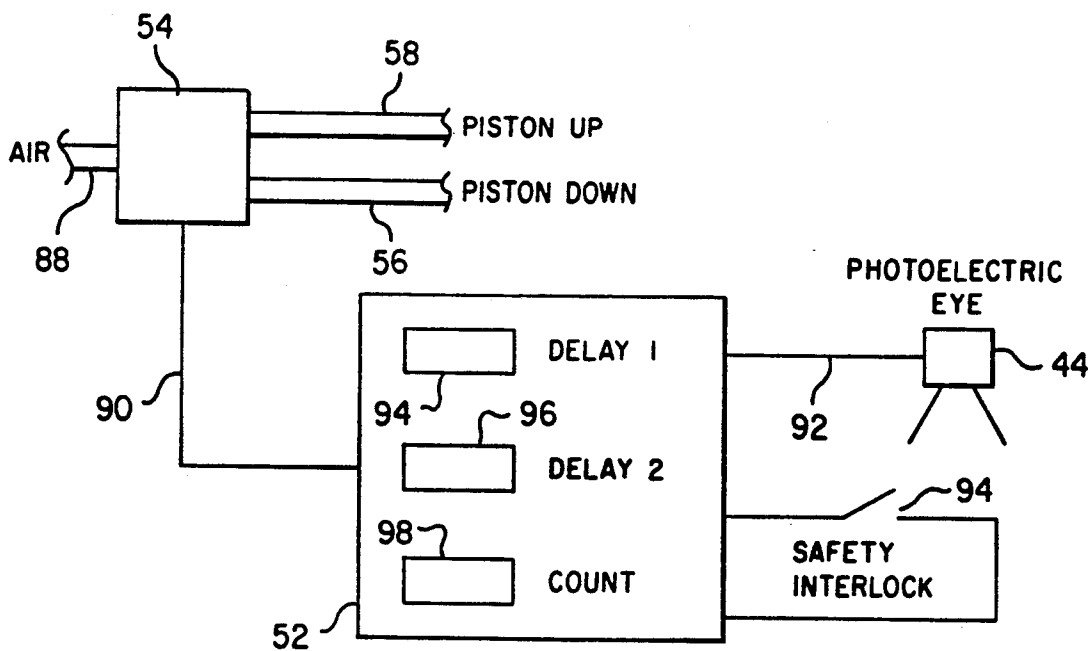 54
58
AIR
PISTON UP
PISTON DOWN
88
56
PHOTOELECTRIC
EYE
DELAY 1
44
90
94
92
96
DELAY 2
94
98
SAFETY
INTERLOCK
COUNT
52